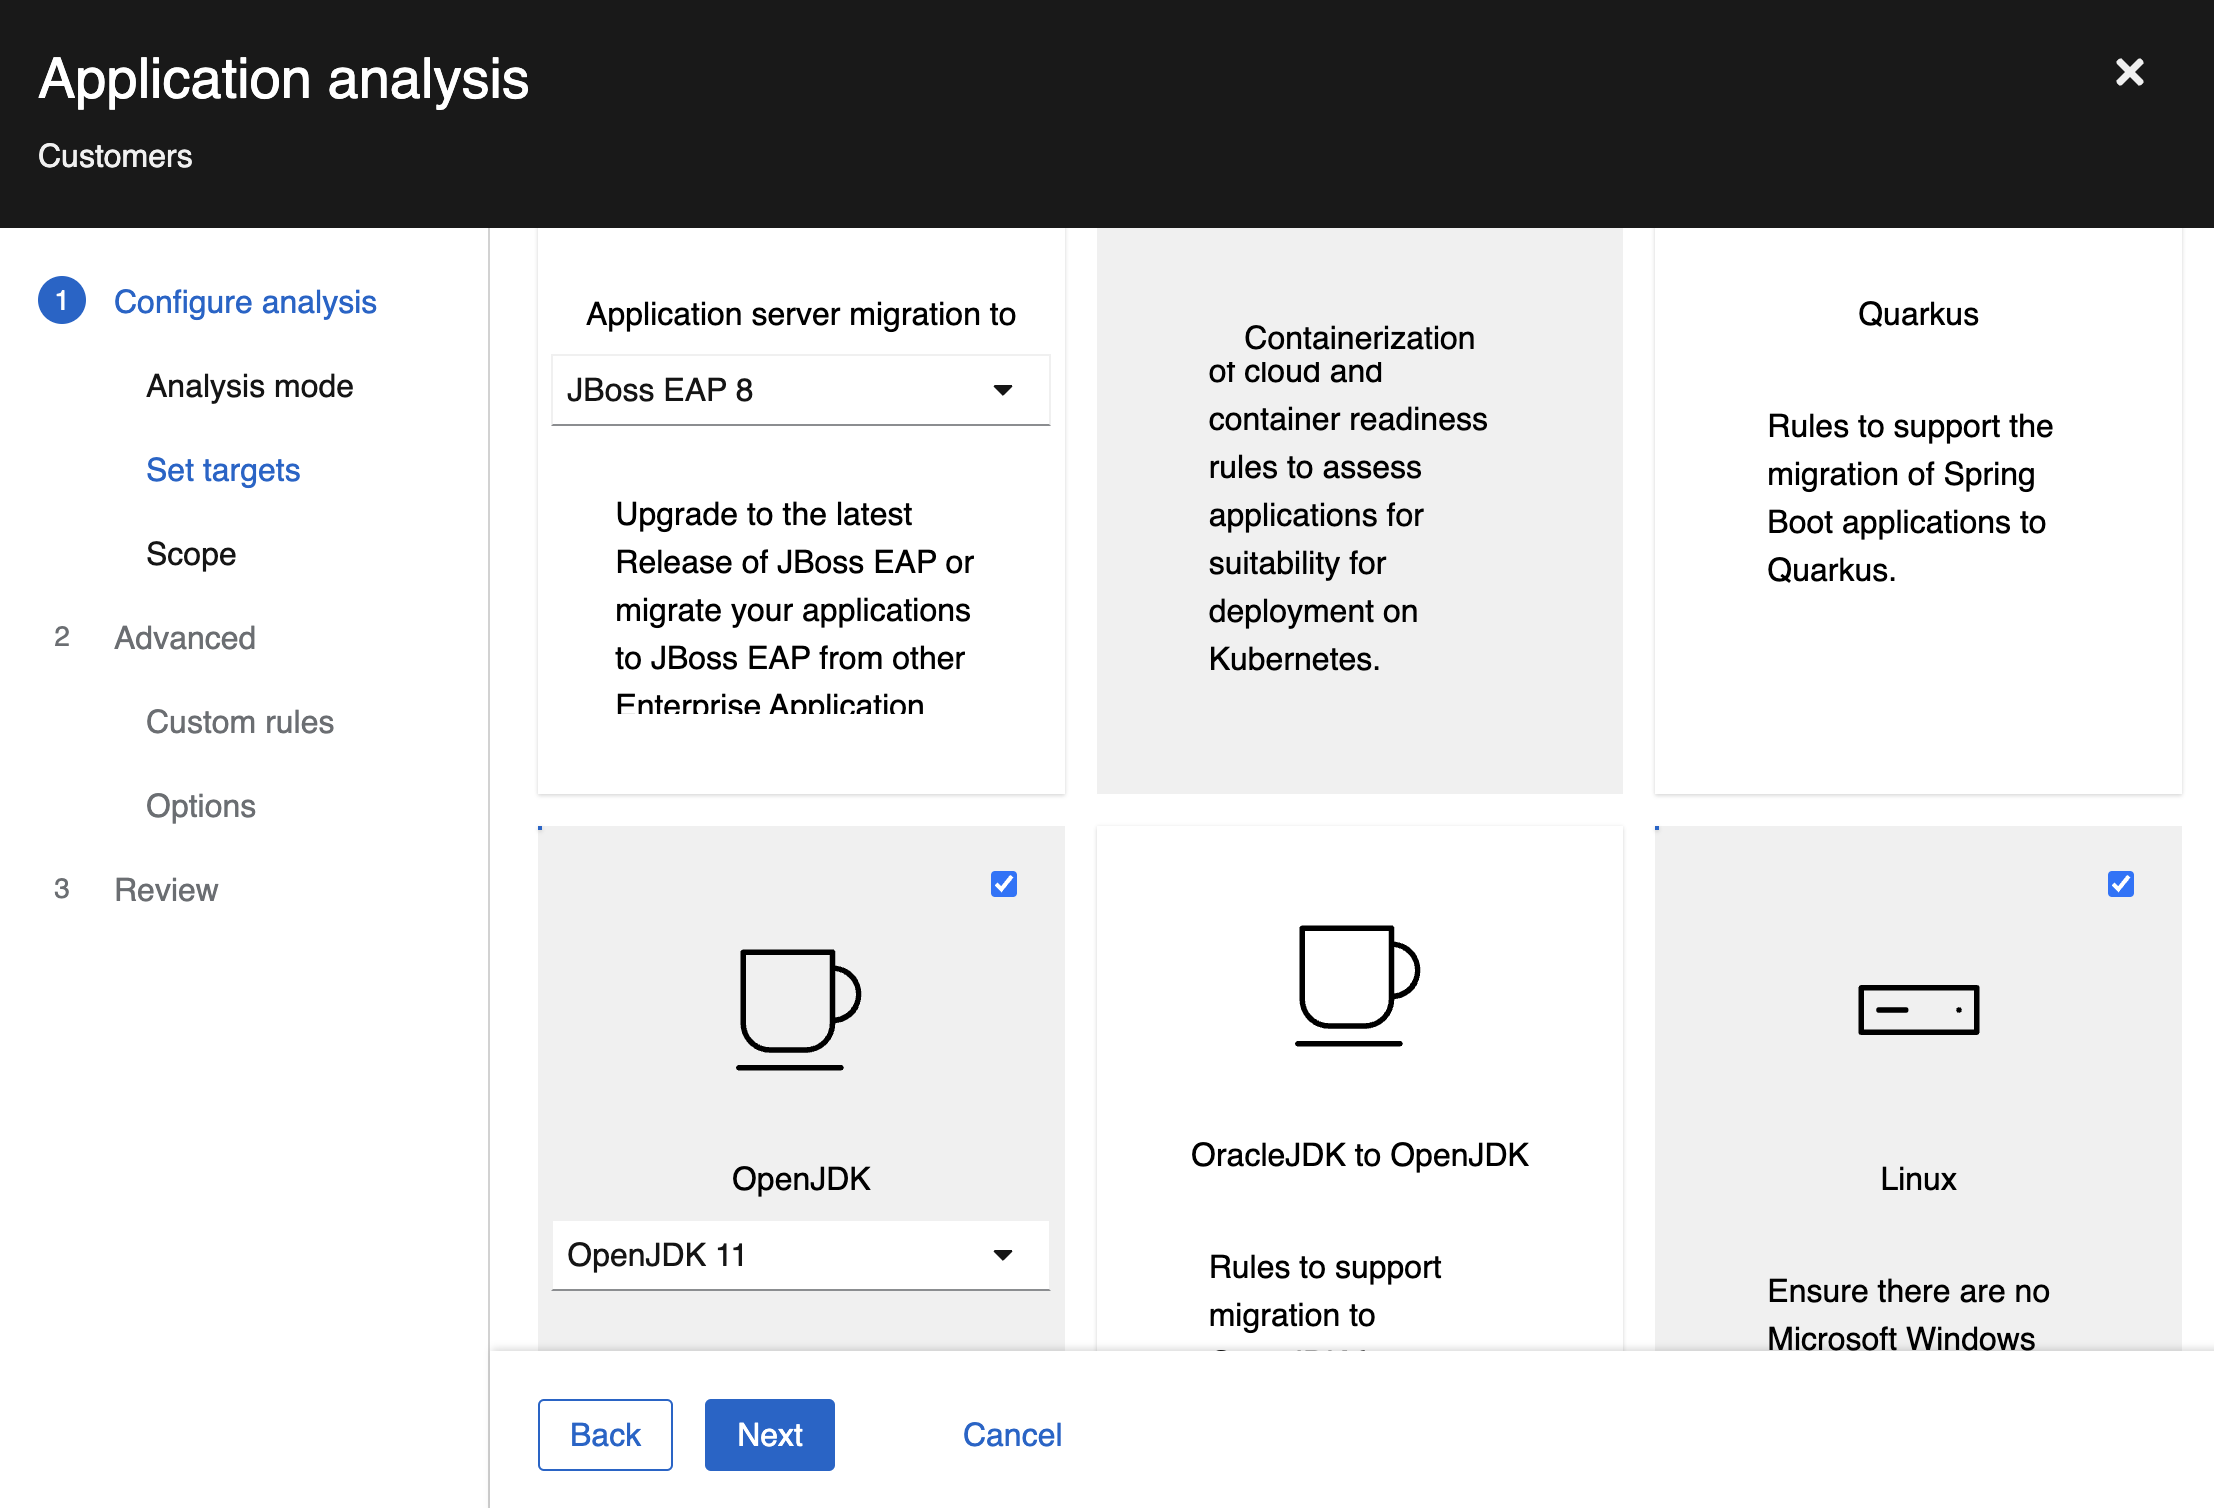 Application analysis
Customers
1 Configure analysis
Analysis mode
Set targets
Scope
2 Advanced
Custom rules
Options
3 Review
Application server migration to
JBoss EAP 8
Upgrade to the latest
Release of JBoss EAP or
migrate your applications
to JBoss EAP from other
Enterprise Application
Containerization
of cloud and
container readiness
rules to assess
applications for
suitability for
deployment on
Kubernetes.
Quarkus
Rules to support the
migration of Spring
Boot applications to
Quarkus.
OpenJDK
OpenJDK 11
OracleJDK to OpenJDK
Rules to support
migration to
Linux
Ensure there are no
Microsoft Windows
Back
Next
Cancel